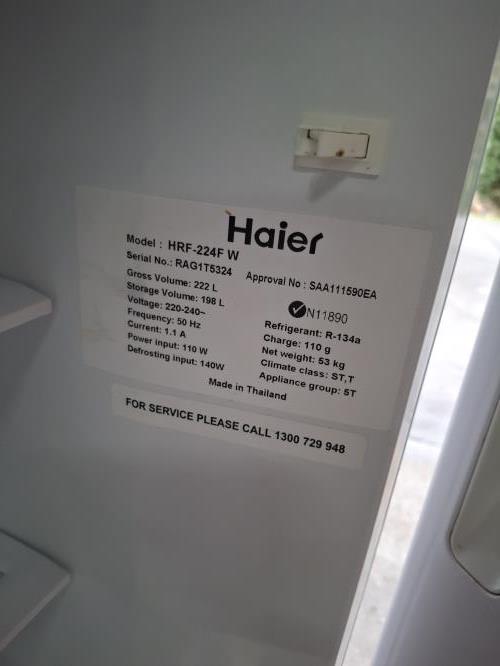 Haier
Model : HRF-224F W
Serial No.: RAG1T5324
Approval No : SAA111590EA
Gross Volume: 222 L
Storage Volume: 198 L
Voltage: 220-240~
Frequency: 50 Hz
Current: 1.1 A
Power input: 110 W
Defrosting input: 140W
N11890
Refrigerant: R-134a
Charge: 110 g
Net weight: 53 kg
Climate class: ST,T
Appliance group: 5T
Made in Thailand
FOR SERVICE PLEASE CALL 1300 729 948